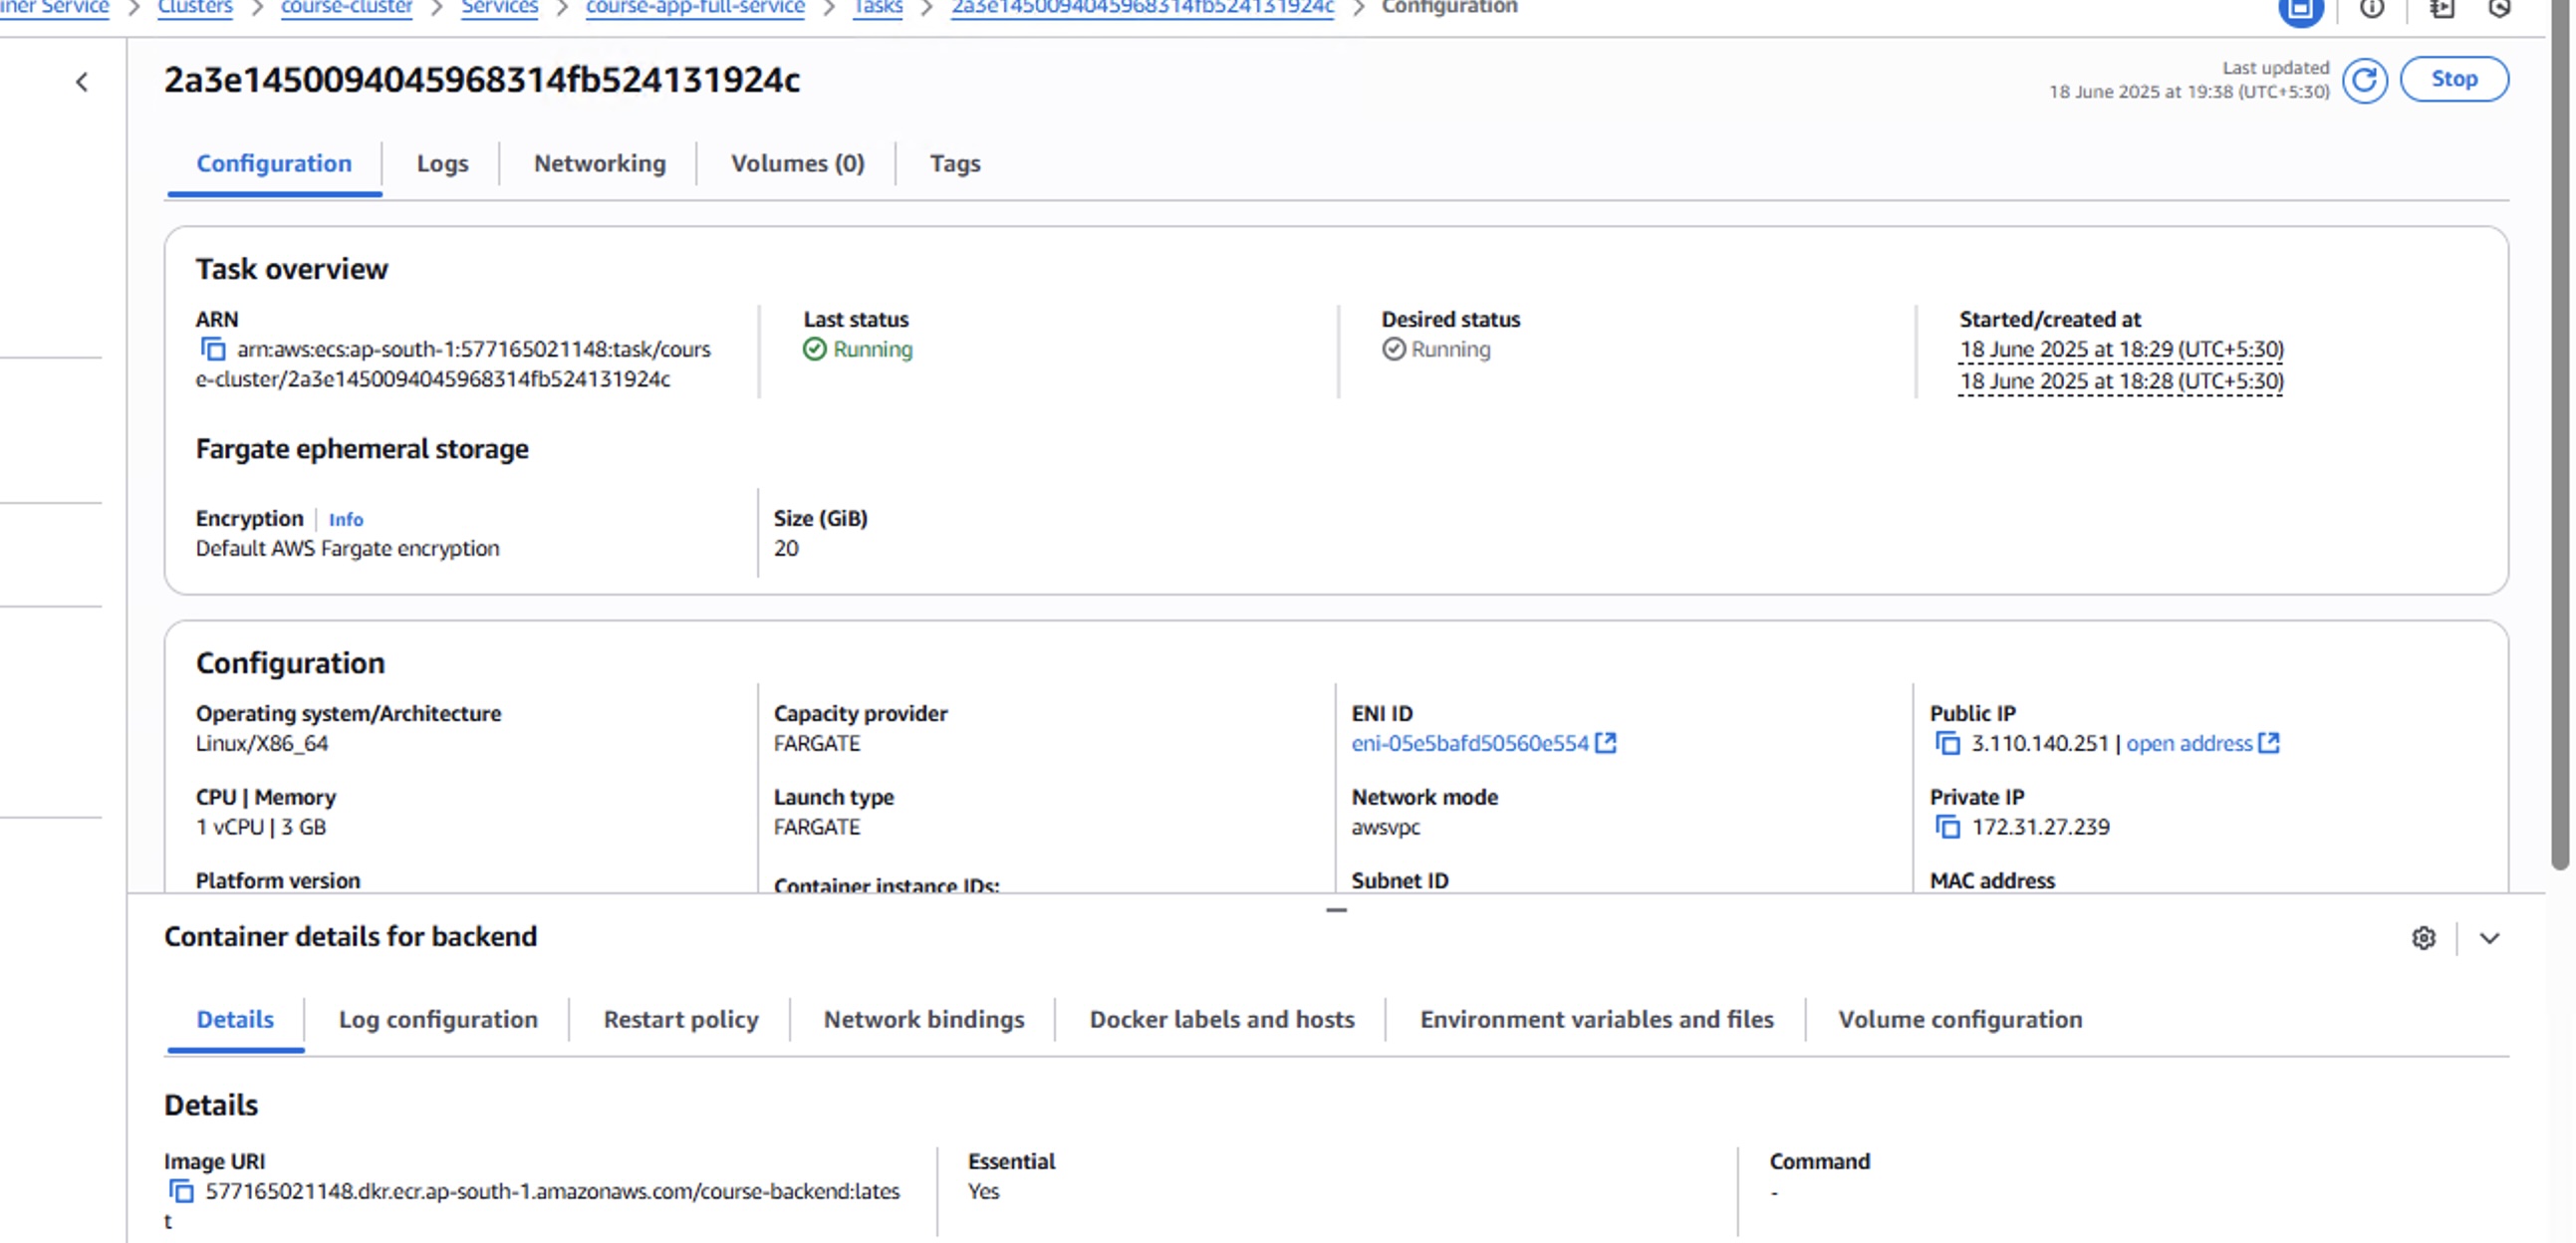 iner Service > Clusters > course-cluster > Services > course-app-full-service > Tasks > 2a3e1450094045968314fb524131924c > Configuration
2a3e1450094045968314fb524131924c
Last updated
18 June 2025 at 19:38 (UTC+5:30)
Stop
Configuration
Logs
Networking
Volumes (0)
Tags
Task overview
ARN
arn:aws:ecs:ap-south-1:577165021148:task/cours
e-cluster/2a3e1450094045968314fb524131924c
Last status
Running
Desired status
Running
Started/created at
18 June 2025 at 18:29 (UTC+5:30)
18 June 2025 at 18:28 (UTC+5:30)
Fargate ephemeral storage
Encryption | Info
Default AWS Fargate encryption
Size (GiB)
20
Configuration
Operating system/Architecture
Linux/X86_64
Capacity provider
FARGATE
ENI ID
eni-05e5bafd50560e554
Public IP
3.110.140.251 | open address
CPU | Memory
1 vCPU | 3 GB
Launch type
FARGATE
Network mode
awsvpc
Private IP
172.31.27.239
Platform version
Container instance IDs:
Subnet ID
MAC address
Container details for backend
Details
Log configuration
Restart policy
Network bindings
Docker labels and hosts
Environment variables and files
Volume configuration
Details
Image URI
577165021148.dkr.ecr.ap-south-1.amazonaws.com/course-backend:lates
t
Essential
Yes
Command
-